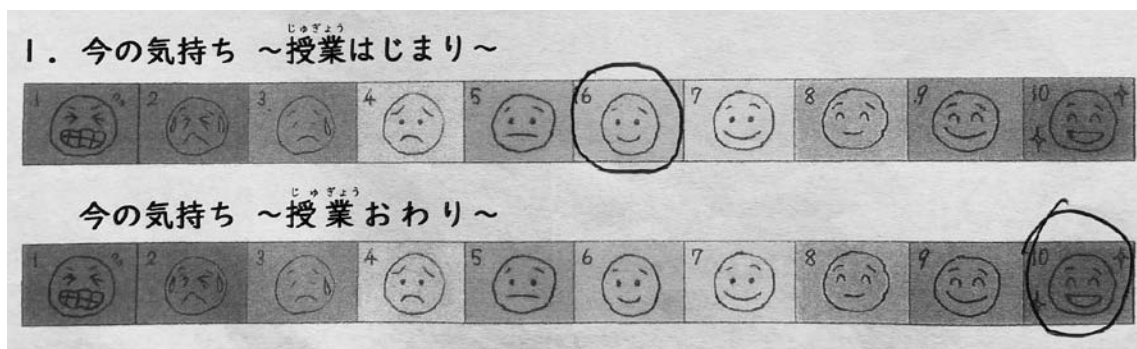 1. 今の気持ち ～授業はじまり～
じゅぎょう
1 2 3 4 5 6 7 8 9 10
今の気持ち ～授業おわり～
じゅぎょう
1 2 3 4 5 6 7 8 9 10